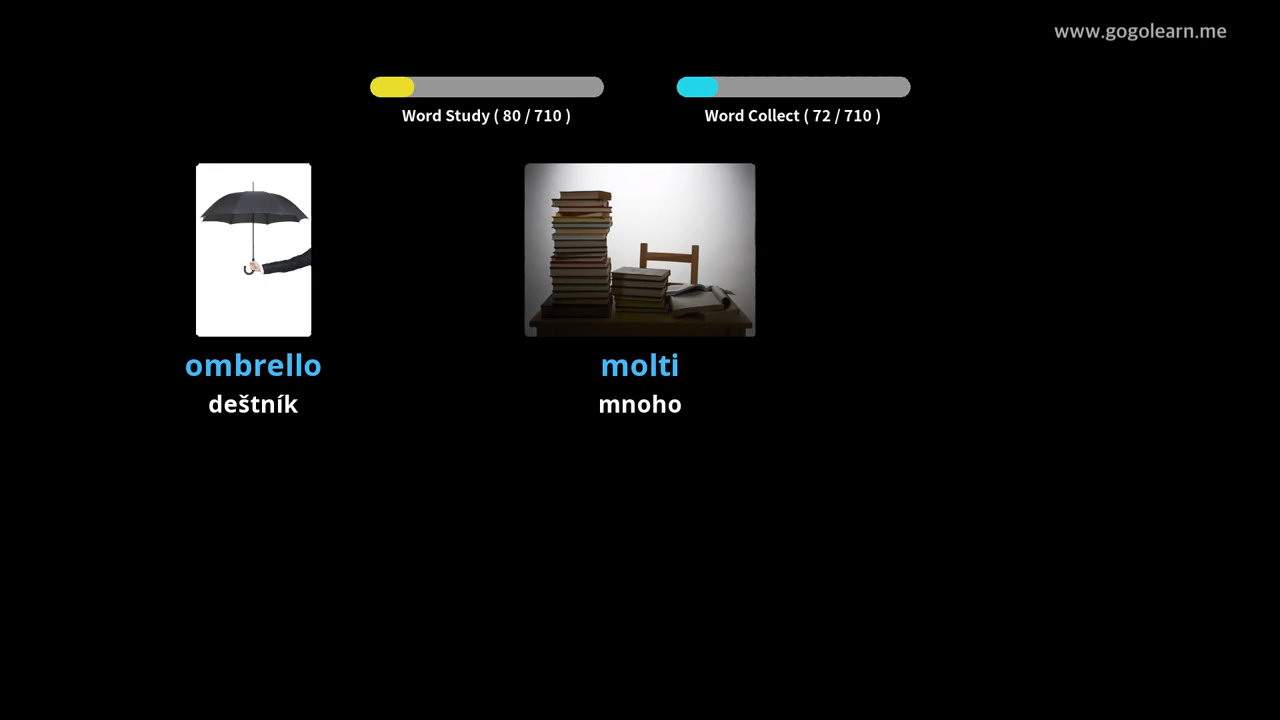 www.gogolearn.me
Word Study ( 80 / 710 )
Word Collect ( 72 / 710 )
ombrello
deštník
molti
mnoho